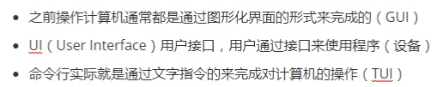 • 之前操作计算机通常都是通过图形化界面的形式来完成的（GUI）
• UI（User Interface）用户接口，用户通过接口来使用程序（设备）
• 命令行实际就是通过文字指令的来完成对计算机的操作（TUI）